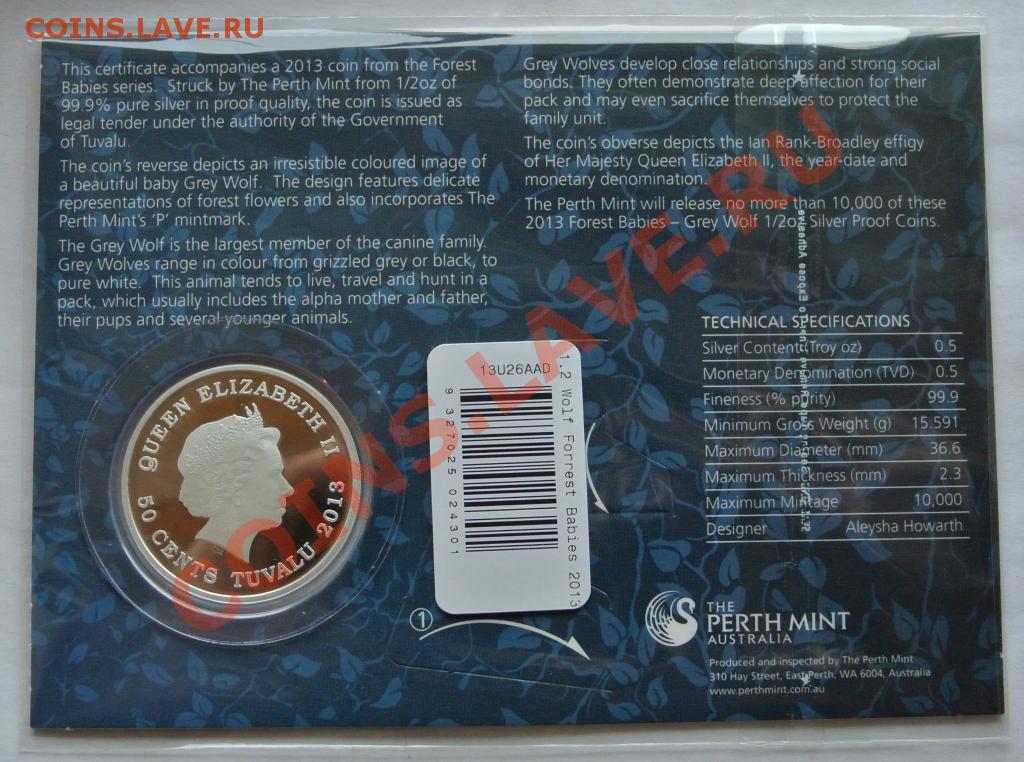 COINS.LAVE.RU
This certificate accompanies a 2013 coin from the Forest
Babies series. Struck by The Perth Mint from 1/2oz of
99.9% pure silver in proof quality, the coin is issued as
legal tender under the authority of the Government
of Tuvalu.
The coin's reverse depicts an irresistible coloured image of
a beautiful baby Grey Wolf. The design features delicate
representations of forest flowers and also incorporates The
Perth Mint's 'P' mintmark.
The Grey Wolf is the largest member of the canine family.
Grey Wolves range in colour from grizzled grey or black, to
pure white. This animal tends to live, travel and hunt in a
pack, which usually includes the alpha mother and father,
their pups and several younger animals.
Grey Wolves develop close relationships and strong social
bonds. They often demonstrate deep affection for their
pack and may even sacrifice themselves to protect the
family unit.
The coin's obverse depicts the Ian Rank-Broadley effigy
of Her Majesty Queen Elizabeth II, the year-date and
monetary denomination.
The Perth Mint will release no more than 10,000 of these
2013 Forest Babies – Grey Wolf 1/2oz Silver Proof Coins.
TECHNICAL SPECIFICATIONS
Silver Content (Troy oz) 0.5
Monetary Denomination (TVD) 0.5
Fineness (% purity) 99.9
Minimum Gross Weight (g) 15.591
Maximum Diameter (mm) 36.6
Maximum Thickness (mm) 2.3
Maximum Mintage 10,000
Designer Aleysha Howarth
QUEEN ELIZABETH II
50 CENTS TUVALU 2013
13U26AAD
9 327025 024301
1.2 Wolf Forrest Babies 2013
1
THE
PERTH MINT
AUSTRALIA
Produced and inspected by The Perth Mint
310 Hay Street, East Perth, WA 6004, Australia
www.perthmint.com.au
COINS.LAVE.RU